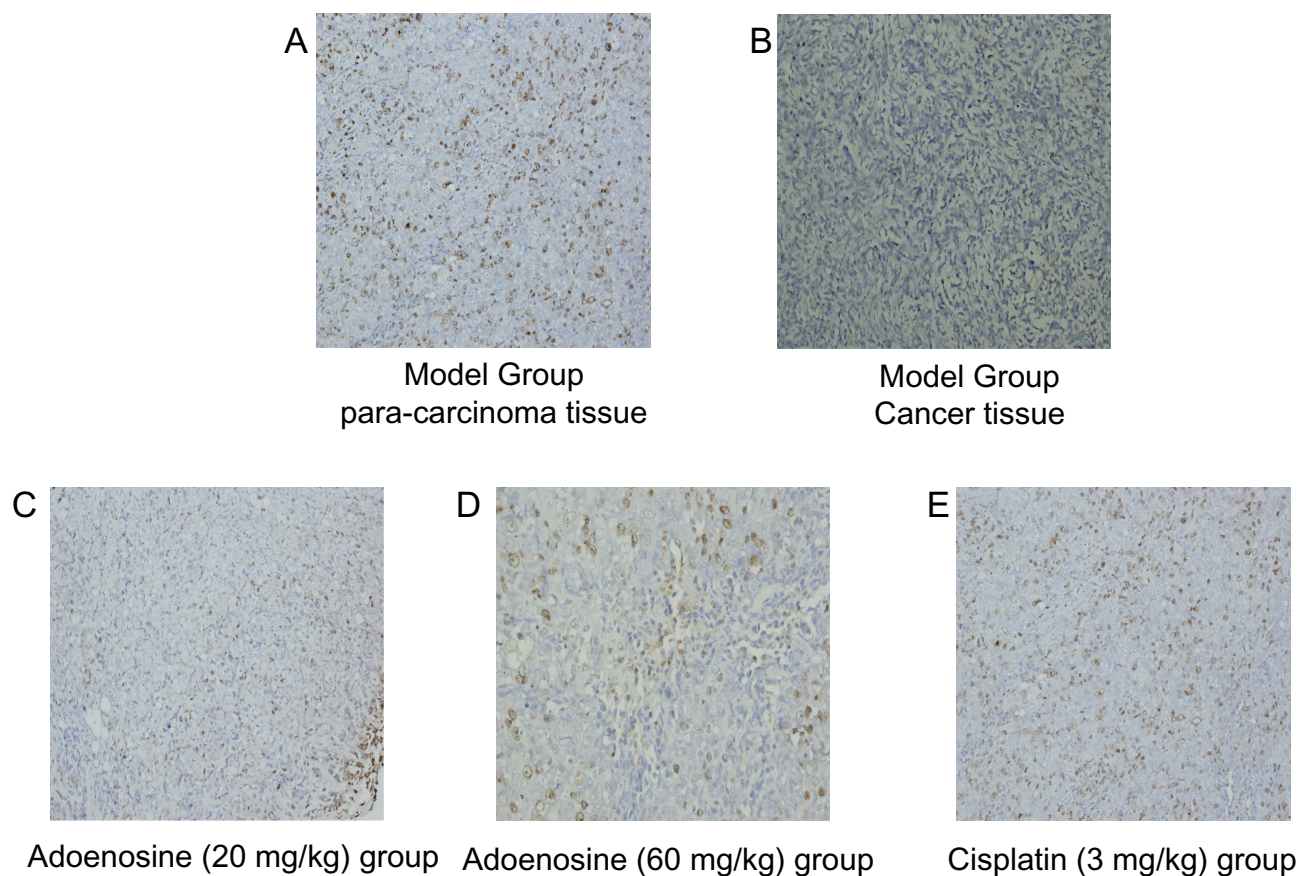 A
B
Model Group
para-carcinoma tissue
Model Group
Cancer tissue
C
D
E
Adoenosine (20 mg/kg) group
Adoenosine (60 mg/kg) group
Cisplatin (3 mg/kg) group